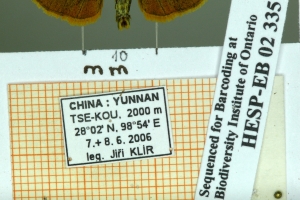 10
mm
CHINA : YUNNAN
TSE-KOU, 2000 m
28°02' N, 98°54' E
7.+ 8. 6. 2006
leg. Jiří KLÍR
Sequenced for Barcoding at
Biodiversity Institute of Ontario
HESP-EB 02 335